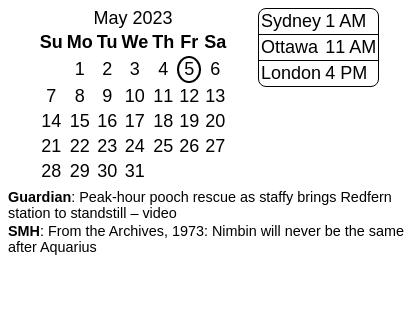 May 2023
Su Mo Tu We Th Fr Sa
1 2 3 4 5 6
7 8 9 10 11 12 13
14 15 16 17 18 19 20
21 22 23 24 25 26 27
28 29 30 31
Sydney 1 AM
Ottawa 11 AM
London 4 PM
Guardian: Peak-hour pooch rescue as staffy brings Redfern
station to standstill – video
SMH: From the Archives, 1973: Nimbin will never be the same
after Aquarius